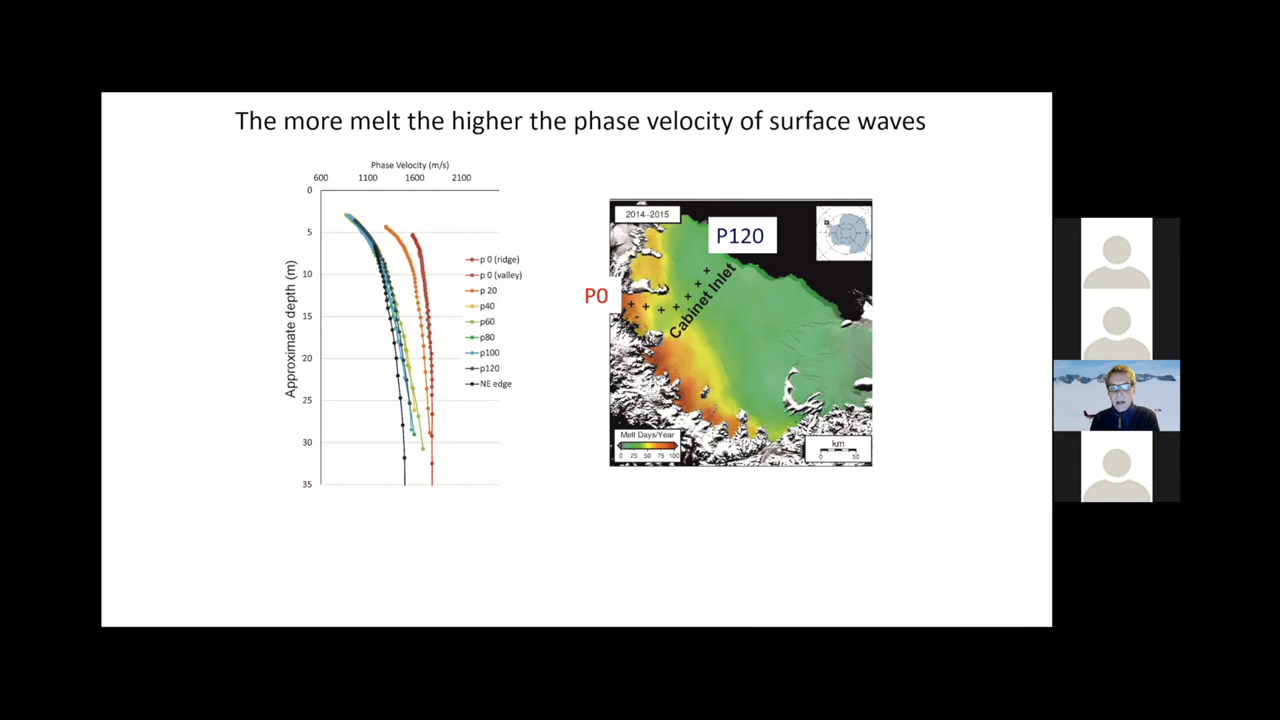 The more melt the higher the phase velocity of surface waves
Phase Velocity (m/s)
600 1100 1600 2100
0
5
10
15
20
25
30
35
Approximate depth (m)
p 0 (ridge)
p 0 (valley)
p 20
p40
p60
p80
p100
p120
NE edge
2014–2015
P120
P0
Cabinet Inlet
Melt Days/Year
0 25 50 75 100
km
0 50